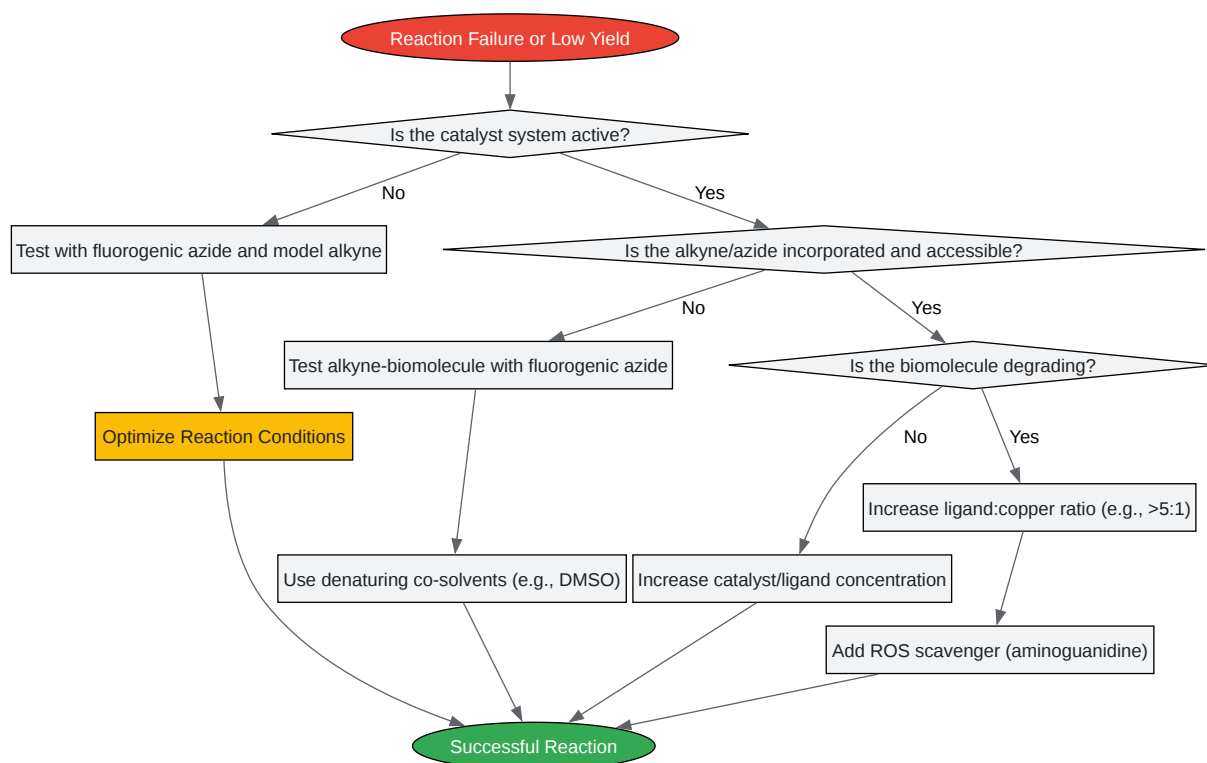 Reaction Failure or Low Yield
Is the catalyst system active?
No
Yes
Test with fluorogenic azide and model alkyne
Is the alkyne/azide incorporated and accessible?
No
Yes
Test alkyne-biomolecule with fluorogenic azide
Is the biomolecule degrading?
Optimize Reaction Conditions
No
Yes
Increase ligand:copper ratio (e.g., >5:1)
Use denaturing co-solvents (e.g., DMSO)
Increase catalyst/ligand concentration
Add ROS scavenger (aminoguanidine)
Successful Reaction